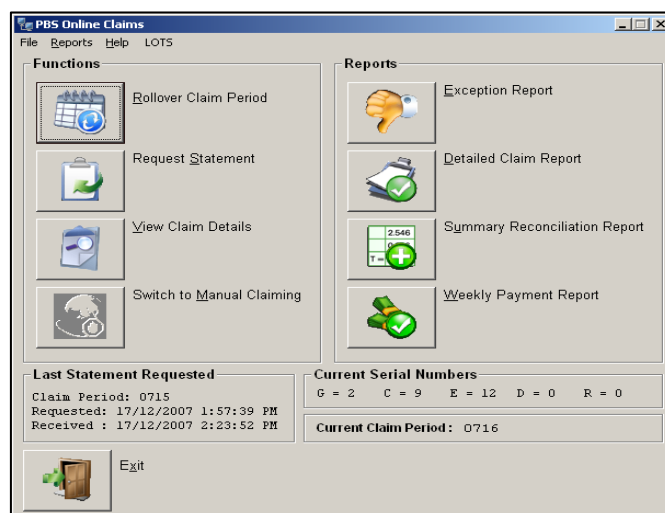 PBS Online Claims
File Reports Help LOTS
Functions
Rollover Claim Period
Request Statement
View Claim Details
Switch to Manual Claiming
Reports
Exception Report
Detailed Claim Report
2.546
T =
Summary Reconciliation Report
Weekly Payment Report
Last Statement Requested
Claim Period: 0715
Requested: 17/12/2007 1:57:39 PM
Received : 17/12/2007 2:23:52 PM
Current Serial Numbers
G = 2 C = 9 E = 12 D = 0 R = 0
Current Claim Period : 0716
Exit